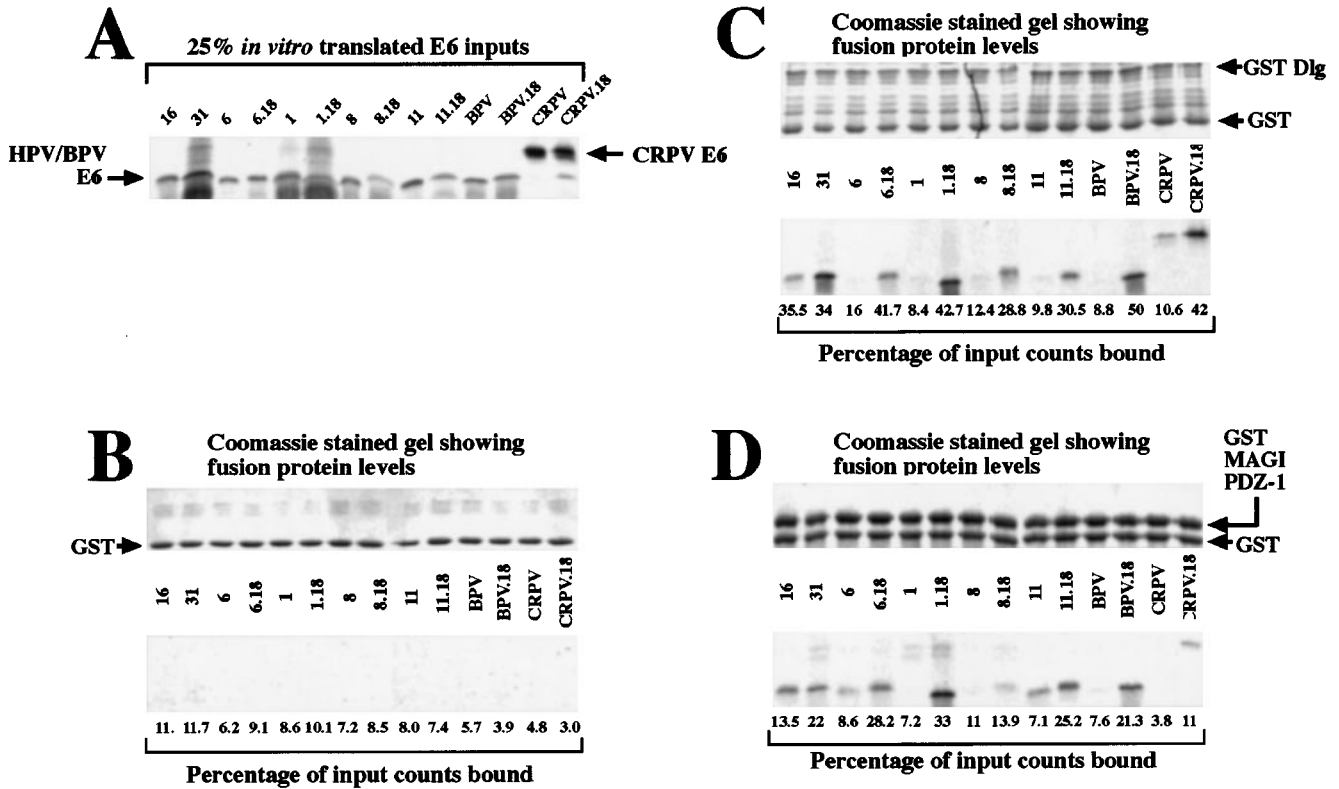 A
25% in vitro translated E6 inputs
16 31 6 6.18 1 1.18 8 8.18 11 11.18 BPV BPV.18 CRPV CRPV.18
HPV/BPV
E6
CRPV E6
B
Coomassie stained gel showing
fusion protein levels
GST
16 31 6 6.18 1 1.18 8 8.18 11 11.18 BPV BPV.18 CRPV CRPV.18
11. 11.7 6.2 9.1 8.6 10.1 7.2 8.5 8.0 7.4 5.7 3.9 4.8 3.0
Percentage of input counts bound
C
Coomassie stained gel showing
fusion protein levels
GST Dlg
GST
16 31 6 6.18 1 1.18 8 8.18 11 11.18 BPV BPV.18 CRPV CRPV.18
35.5 34 16 41.7 8.4 42.7 12.4 28.8 9.8 30.5 8.8 50 10.6 42
Percentage of input counts bound
D
Coomassie stained gel showing
fusion protein levels
GST
MAGI
PDZ-1
GST
16 31 6 6.18 1 1.18 8 8.18 11 11.18 BPV BPV.18 CRPV CRPV.18
13.5 22 8.6 28.2 7.2 33 11 13.9 7.1 25.2 7.6 21.3 3.8 11
Percentage of input counts bound